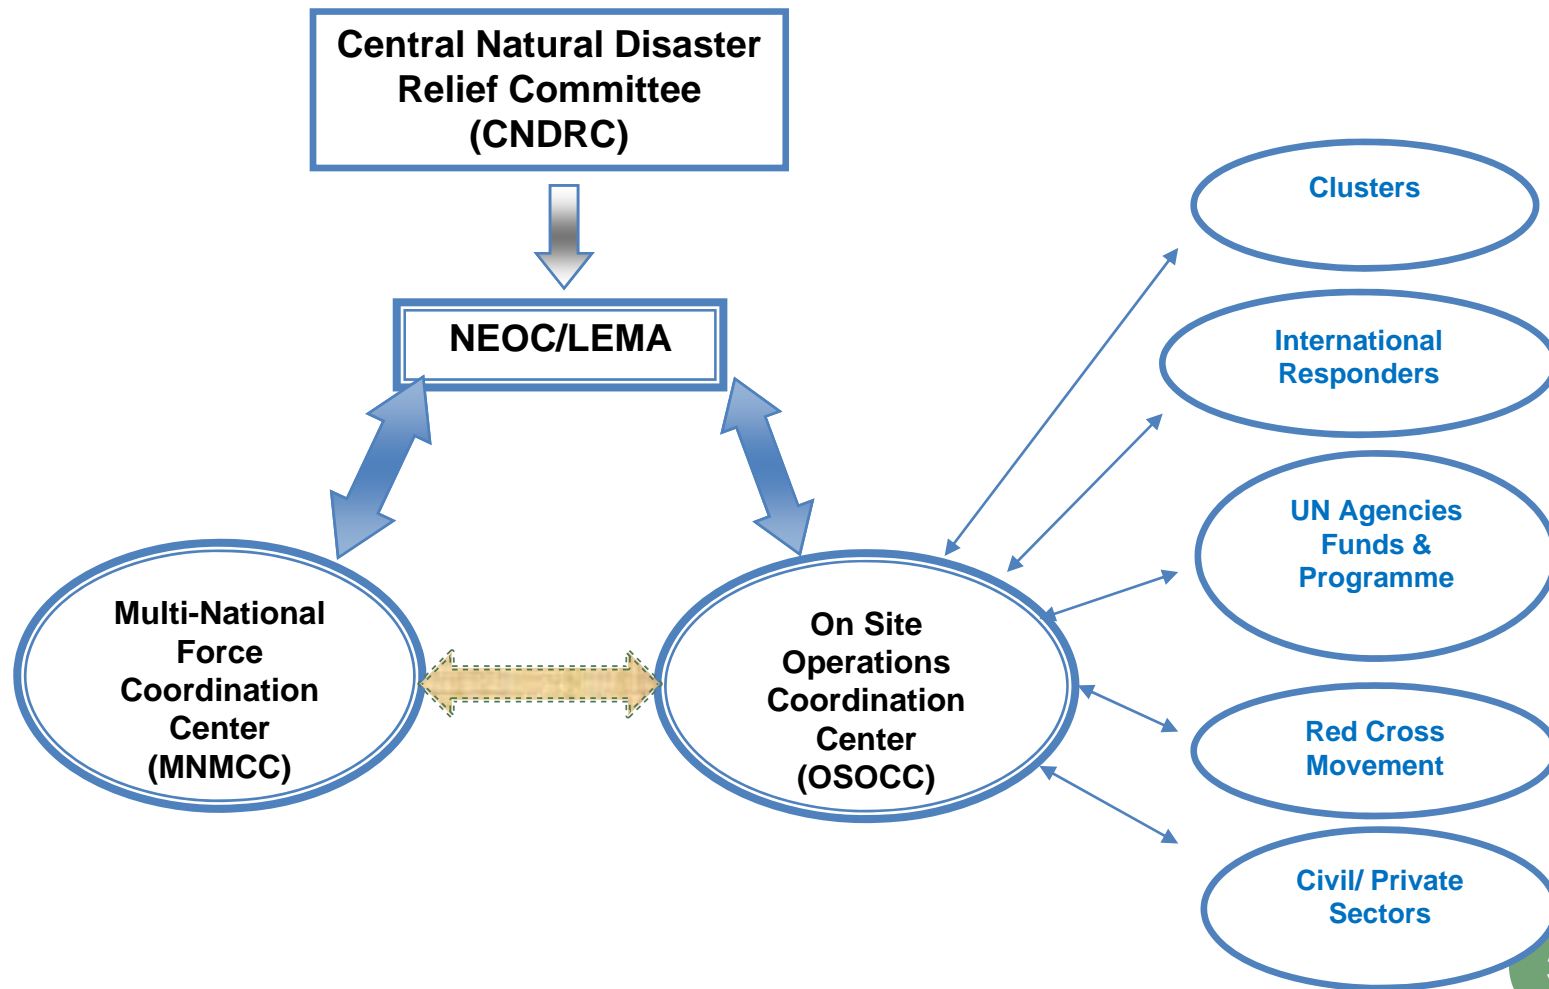 Central Natural Disaster
Relief Committee
(CNDRC)
NEOC/LEMA
Multi-National
Force
Coordination
Center
(MNMCC)
On Site
Operations
Coordination
Center
(OSOCC)
Clusters
International
Responders
UN Agencies
Funds &
Programme
Red Cross
Movement
Civil/ Private
Sectors